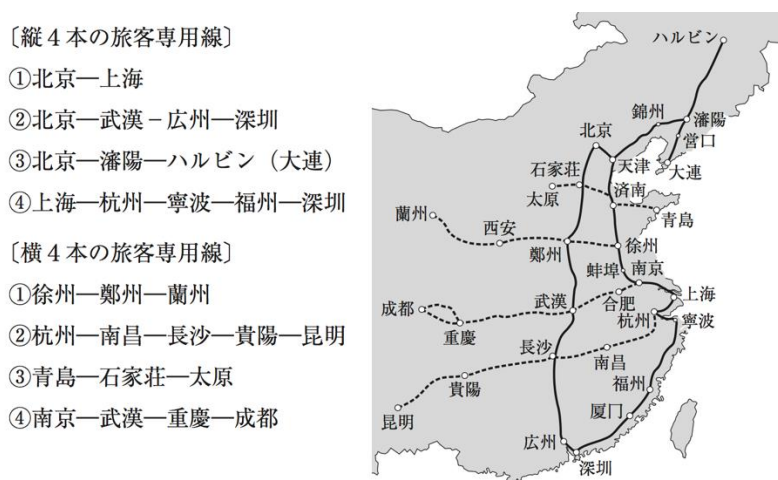 〔縦４本の旅客専用線〕
①北京―上海
②北京―武漢－広州―深圳
③北京―瀋陽―ハルビン（大連）
④上海―杭州―寧波―福州―深圳
〔横４本の旅客専用線〕
①徐州―鄭州―蘭州
②杭州―南昌―長沙―貴陽―昆明
③青島―石家荘―太原
④南京―武漢―重慶―成都
ハルビン
錦州
瀋陽
営口
北京
天津
大連
石家荘
太原
済南
青島
蘭州
西安
鄭州
徐州
蚌埠
南京
上海
合肥
武漢
成都
重慶
杭州
寧波
長沙
南昌
貴陽
福州
昆明
厦门
広州
深圳